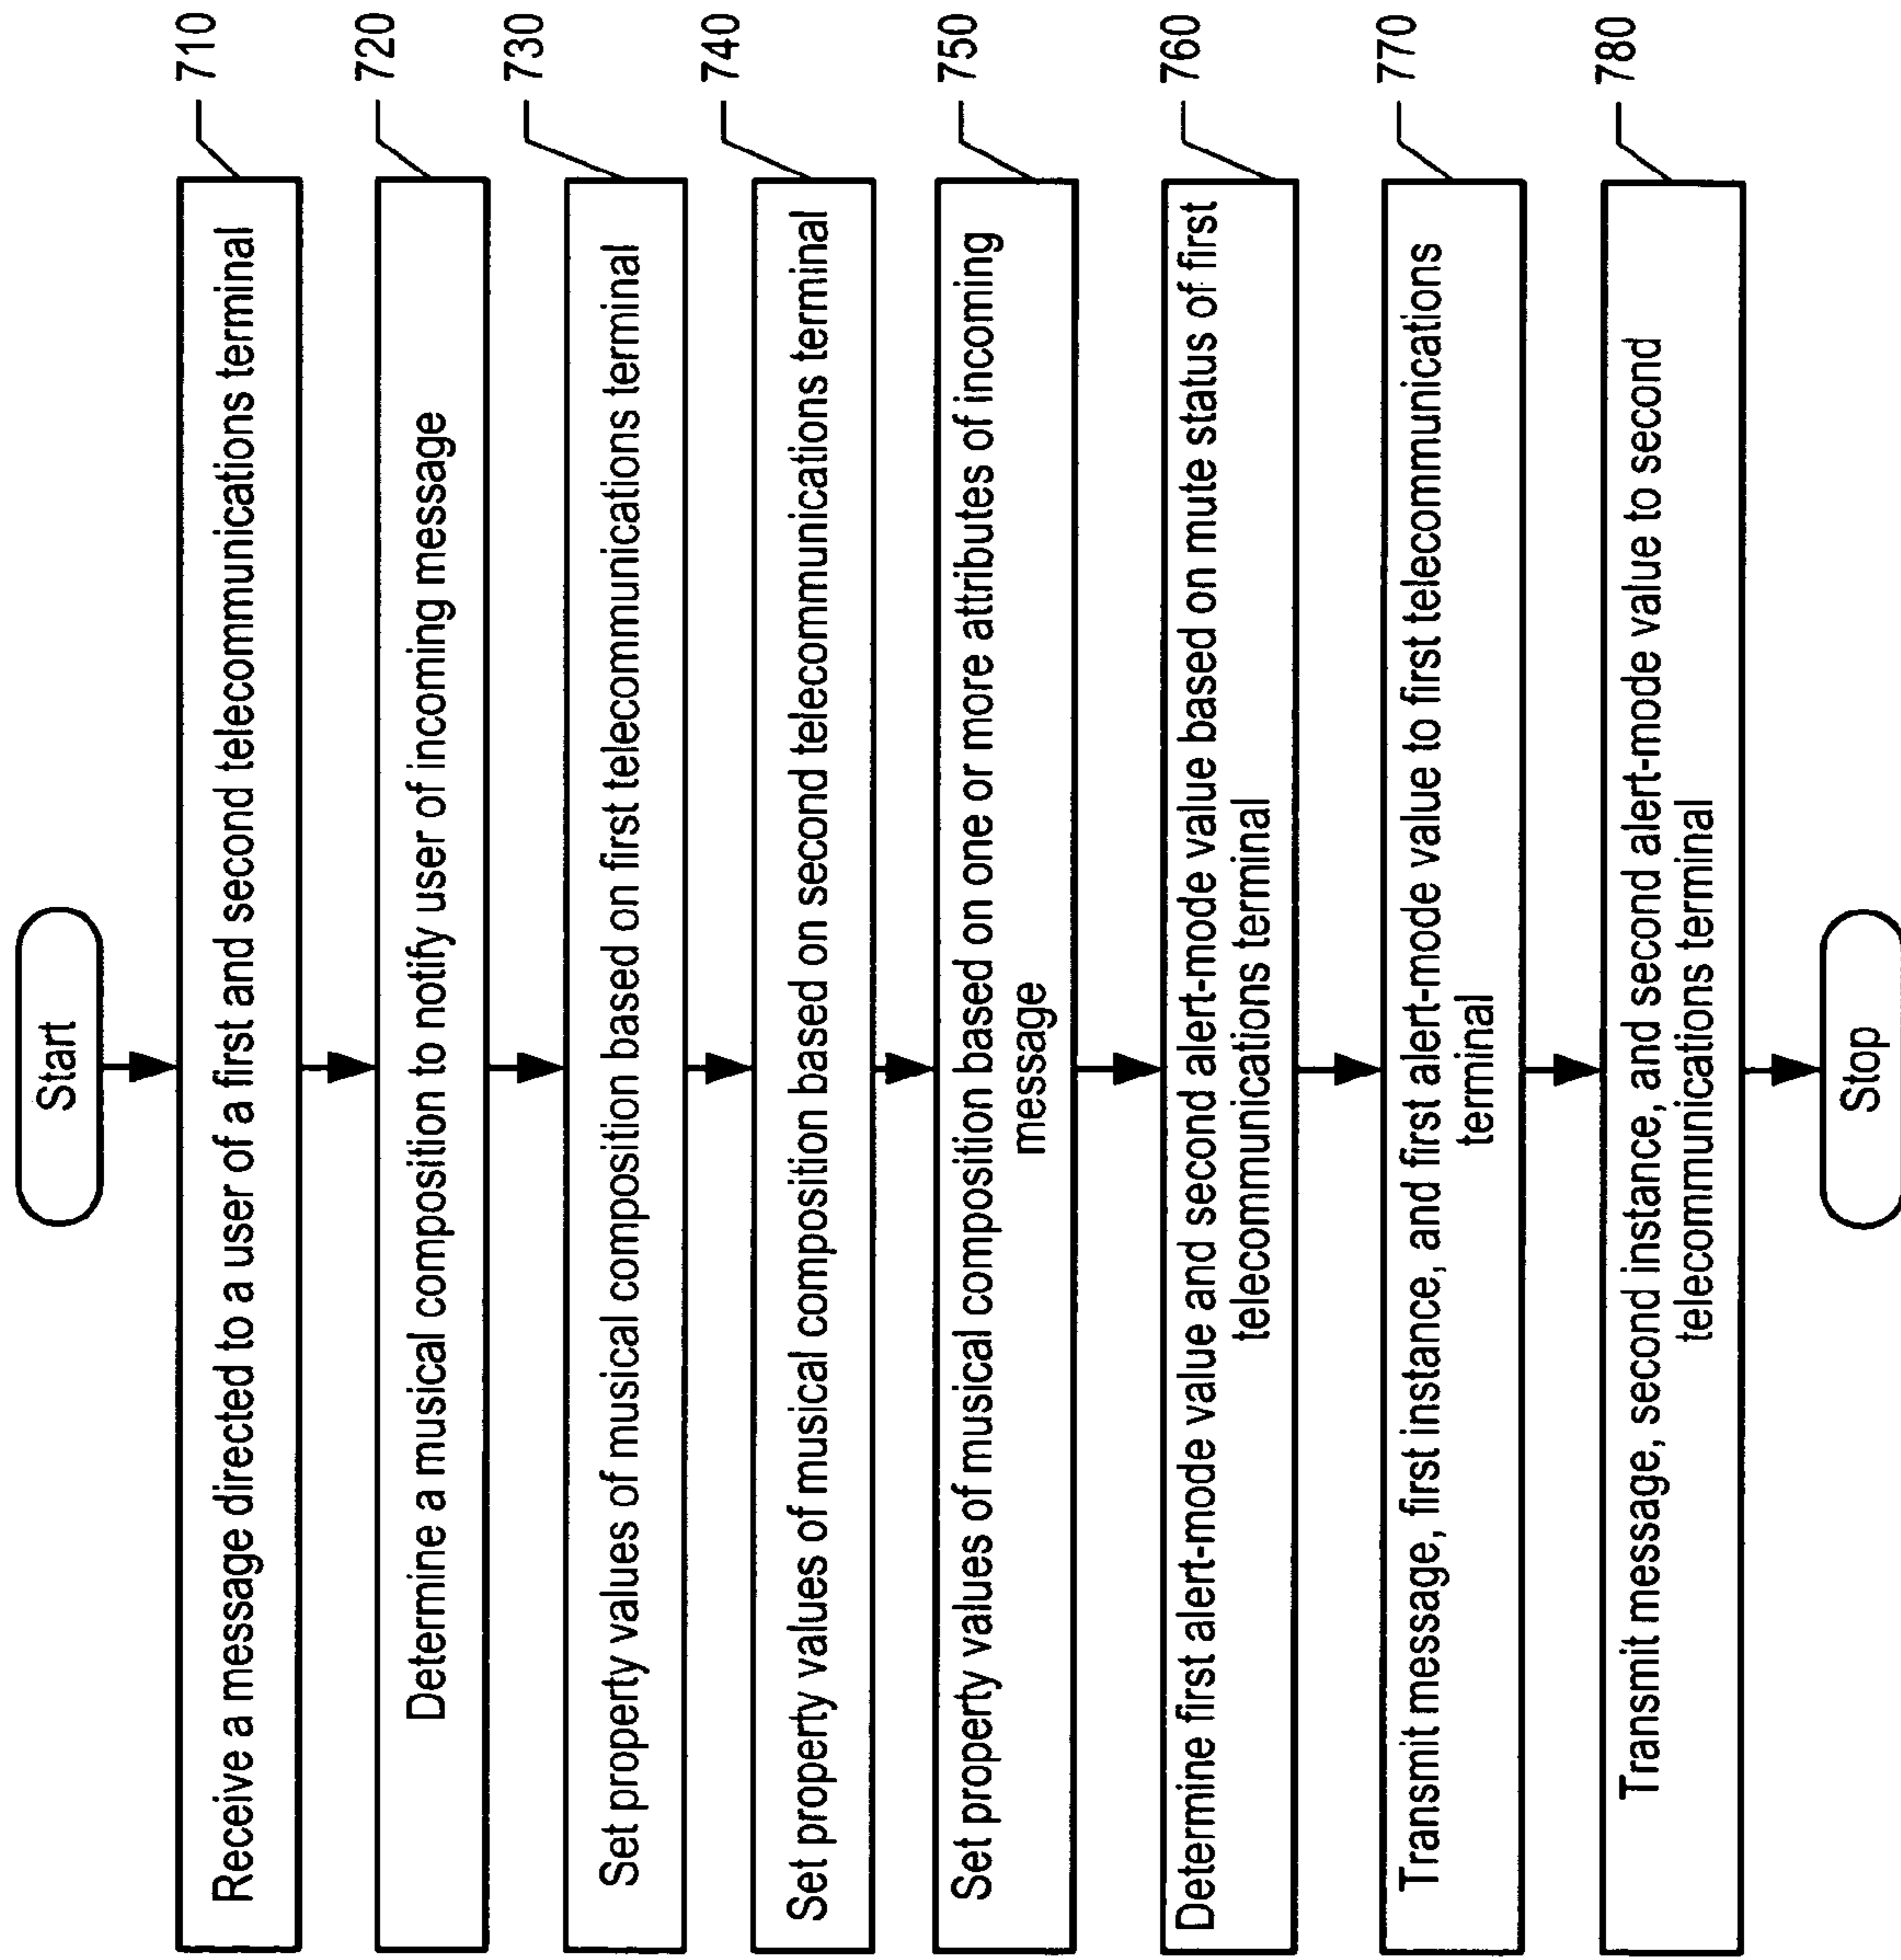 Start
Receive a message directed to a user of a first and second telecommunications terminal
710
Determine a musical composition to notify user of incoming message
720
Set property values of musical composition based on first telecommunications terminal
730
Set property values of musical composition based on second telecommunications terminal
740
Set property values of musical composition based on one or more attributes of incoming
message
750
Determine first alert-mode value and second alert-mode value based on mute status of first
telecommunications terminal
760
Transmit message, first instance, and first alert-mode value to first telecommunications
terminal
770
Transmit message, second instance, and second alert-mode value to second
telecommunications terminal
780
Stop